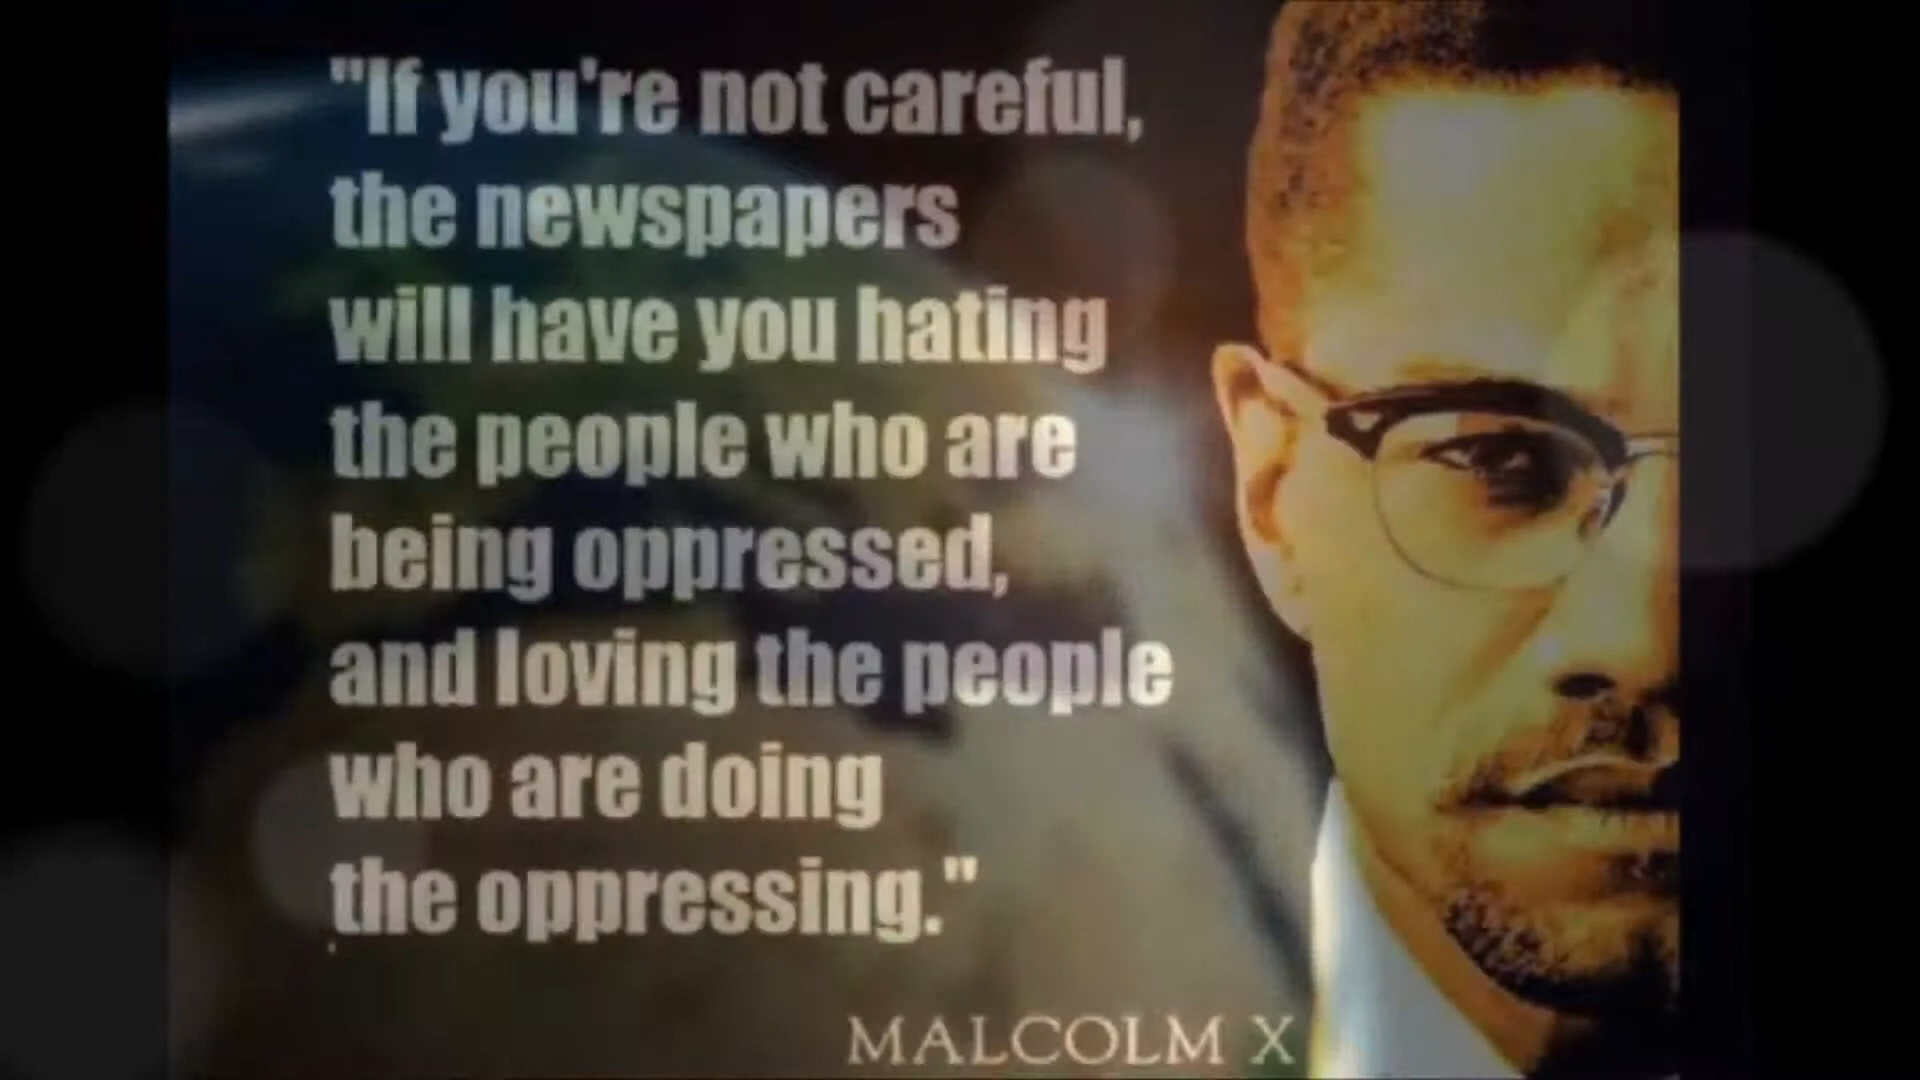 "If you're not careful,
the newspapers
will have you hating
the people who are
being oppressed,
and loving the people
who are doing
the oppressing."
MALCOLM X